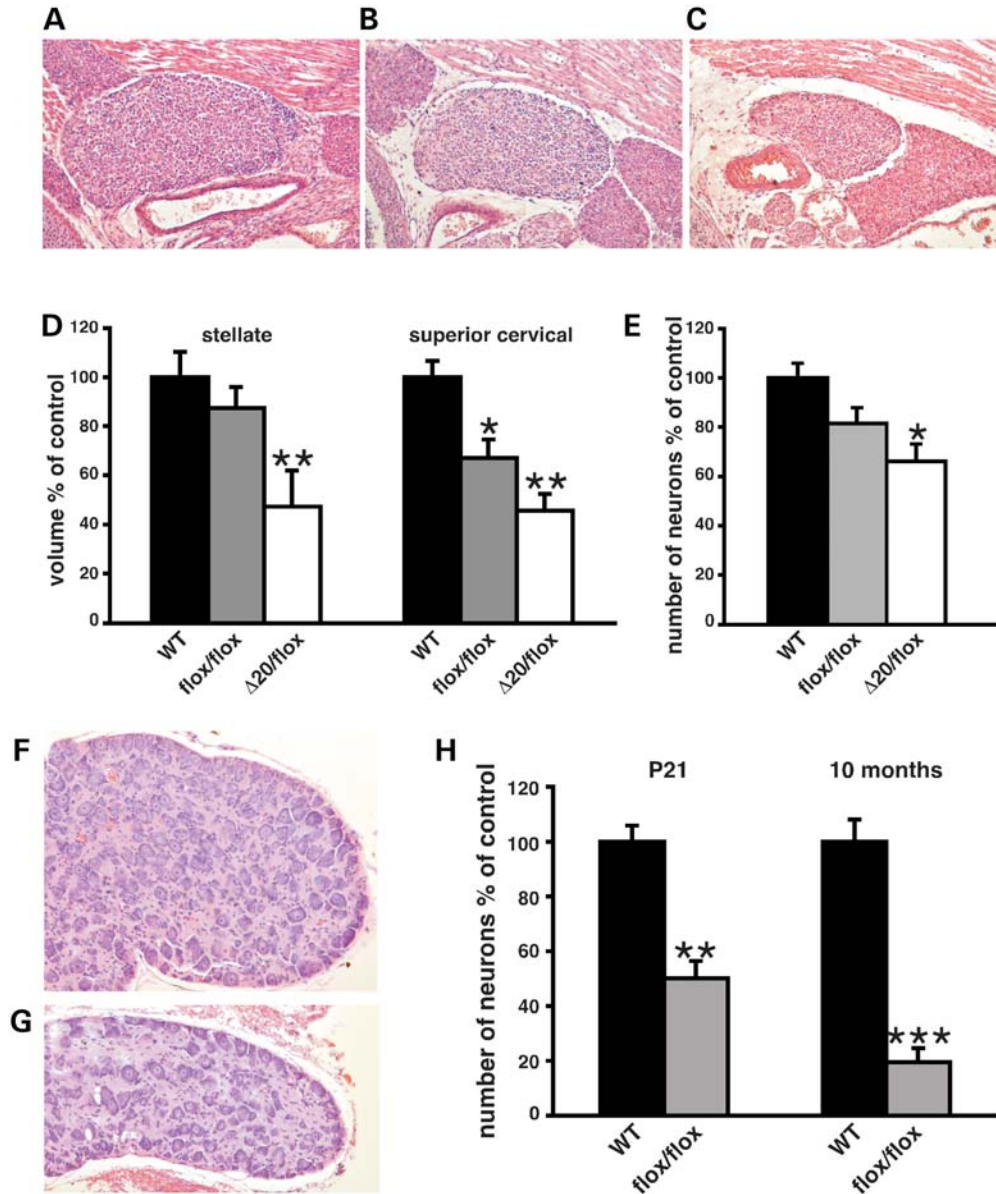 A
B
C
D
stellate
superior cervical
volume % of control
120
100
80
60
40
20
0
**
*
**
WT
flox/flox
Δ20/flox
WT
flox/flox
Δ20/flox
E
number of neurons % of control
120
100
80
60
40
20
0
*
WT
flox/flox
Δ20/flox
F
G
H
P21
10 months
number of neurons % of control
120
100
80
60
40
20
0
**
***
WT
flox/flox
WT
flox/flox